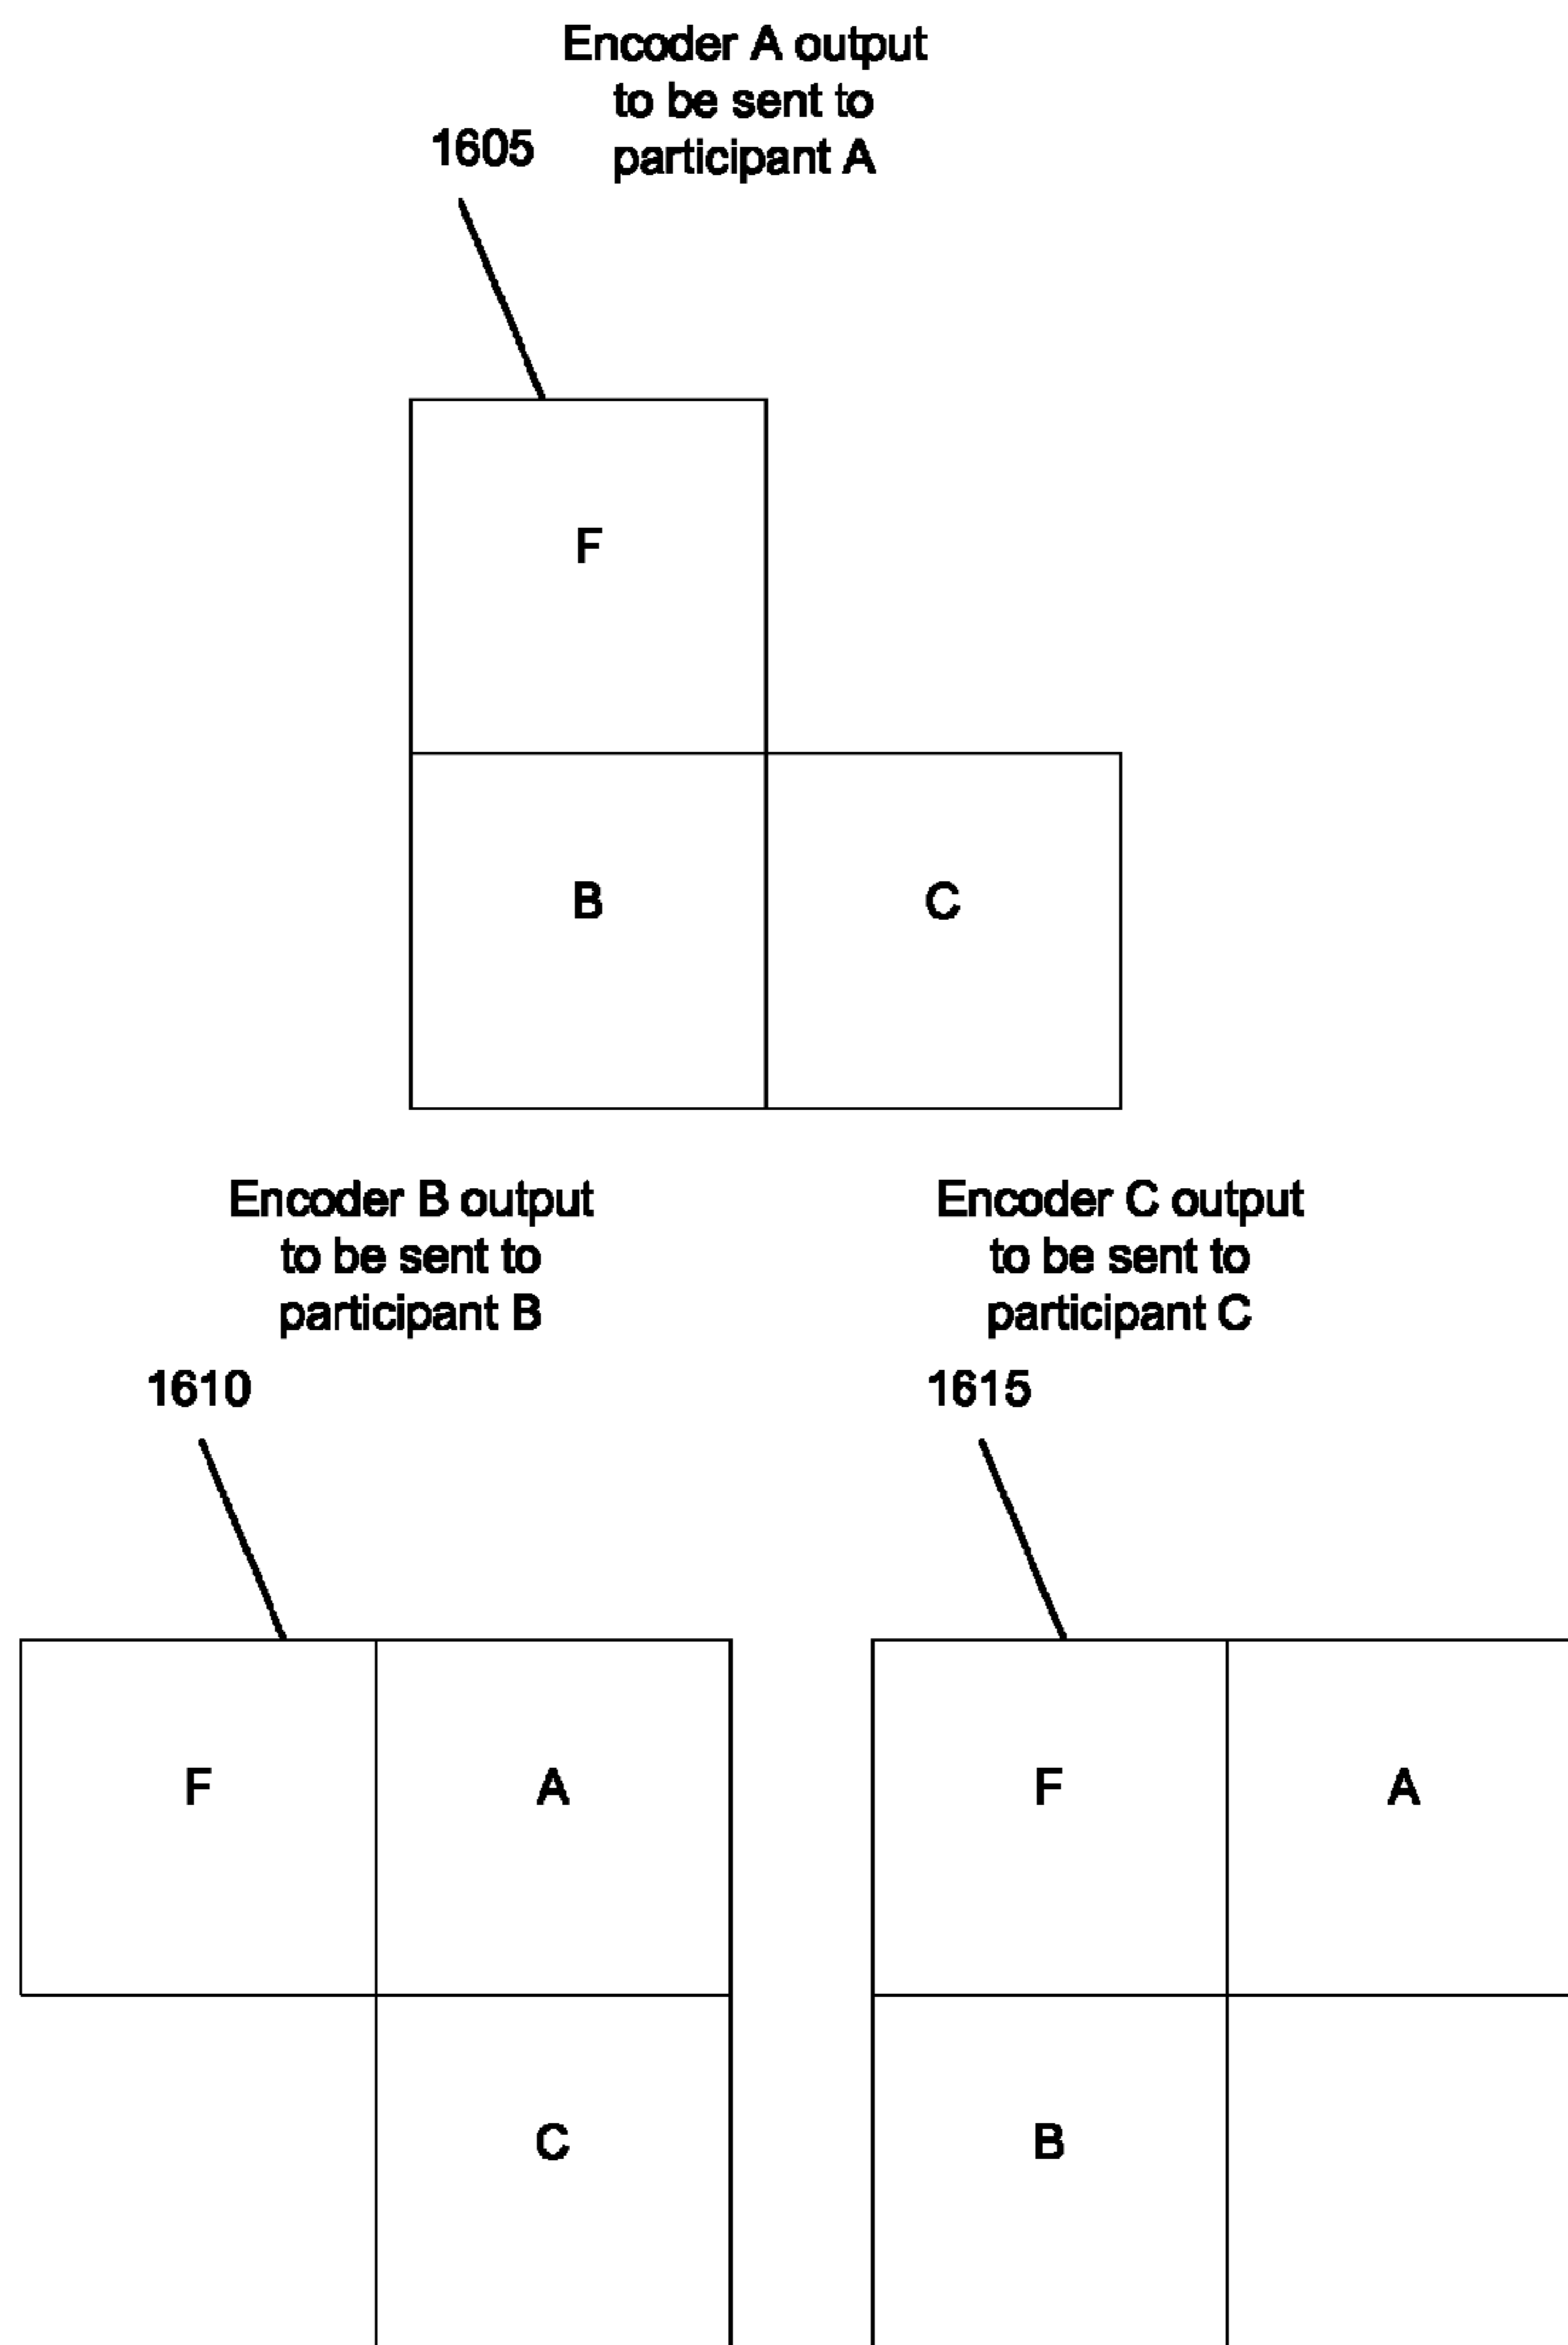 Encoder A output
to be sent to
participant A
1605
F
B C
Encoder B output
to be sent to
participant B
1610
F A
C
Encoder C output
to be sent to
participant C
1615
F A
B